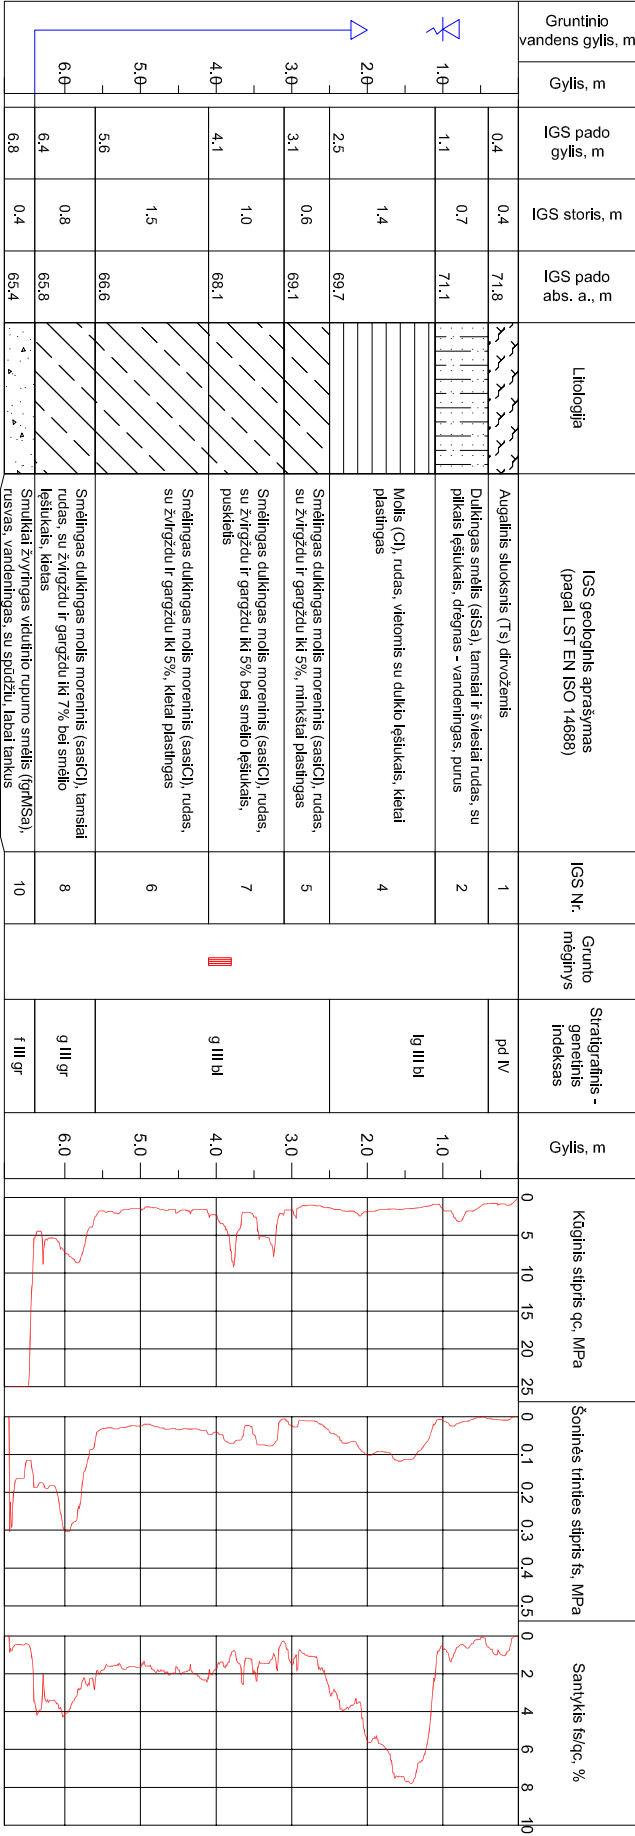 Gruntinio
vandens gylis, m
Gylis, m
IGS pado
gylis, m
IGS storis, m
IGS pado
abs. a., m
Litologija
IGS geologinis aprašymas
(pagal LST EN ISO 14688)
IGS Nr.
Grunto
mėginys
Stratigrafinis -
genetinis
indeksas
Gylis, m
Kūginis stipris qc, MPa
Šoninės trinties stipris fs, MPa
Santykis fs/qc, %
0 5 10 15 20 25
0 0.1 0.2 0.3 0.4 0.5
0 2 4 6 8 10
0.4 0.4 71.8
Augalinis sluoksnis (Ts) dirvožemis
1
pd IV
1.0
1.1 0.7 71.1
Dulkingas smėlis (siSa), tamsiai ir šviesiai rudas, su
pilkais lęšiukais, drėgnas - vandeningas, purus
2
1.0
2.0
2.5 1.4 69.7
Molis (Cl), rudas, vietomis su dulkio lęšiukais, kietai
plastingas
4
lg III bl
2.0
3.0
3.1 0.6 69.1
Smėlingas dulkingas molis moreninis (sasiCl), rudas,
su žvirgždu ir gargždu iki 5%, minkštai plastingas
5
3.0
4.0
4.1 1.0 68.1
Smėlingas dulkingas molis moreninis (sasiCl), rudas,
su žvirgždu ir gargždu iki 5% bei smėlio lęšiukais,
puskietis
7
g III bl
4.0
5.0
5.6 1.5 66.6
Smėlingas dulkingas molis moreninis (sasiCl), rudas,
su žvirgždu ir gargždu iki 5%, kietai plastingas
6
5.0
6.0
6.4 0.8 65.8
Smėlingas dulkingas molis moreninis (sasiCl), tamsiai
rudas, su žvirgždu ir gargždu iki 7% bei smėlio
lęšiukais, kietas
8
g III gr
6.0
6.8 0.4 65.4
Smulkiai žvyringas vidutinio rupumo smėlis (fgrMSa),
rusvas, vandeningas, su spūdžiu, labai tankus
10
f III gr